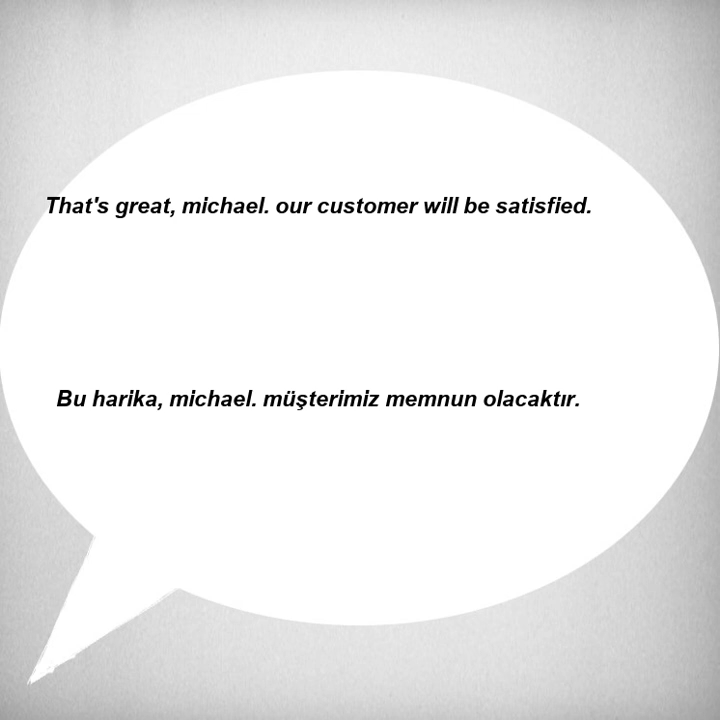 That's great, michael. our customer will be satisfied.
Bu harika, michael. müşterimiz memnun olacaktır.